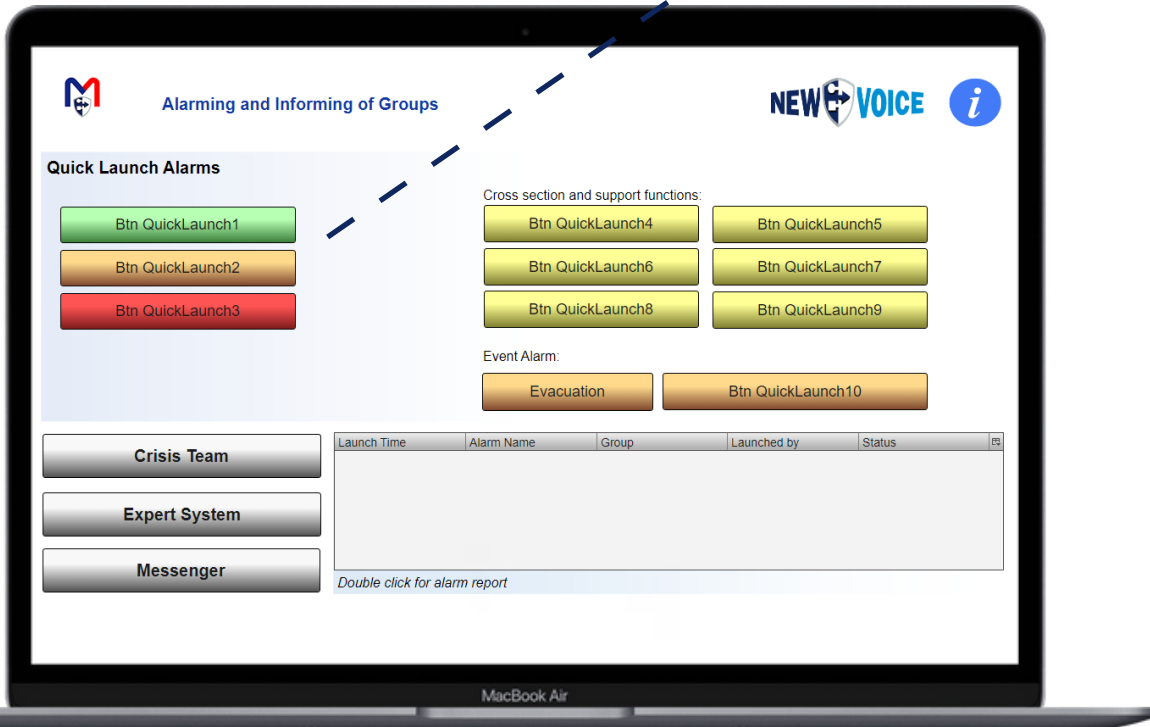 M
Alarming and Informing of Groups
NEW VOICE
i
Quick Launch Alarms
Btn QuickLaunch1
Btn QuickLaunch2
Btn QuickLaunch3
Cross section and support functions:
Btn QuickLaunch4 Btn QuickLaunch5
Btn QuickLaunch6 Btn QuickLaunch7
Btn QuickLaunch8 Btn QuickLaunch9
Event Alarm:
Evacuation Btn QuickLaunch10
Crisis Team
Expert System
Messenger
Launch Time Alarm Name Group Launched by Status
Double click for alarm report
MacBook Air